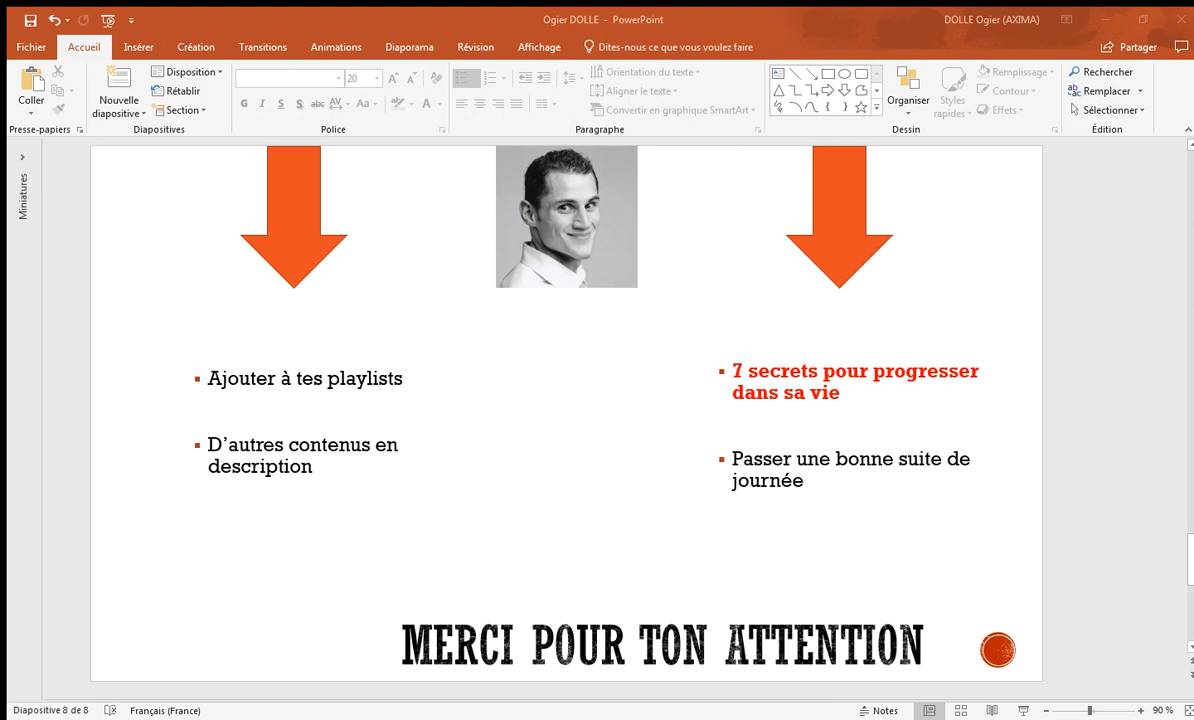 Ogier DOLLE - PowerPoint
DOLLE Ogier (AXIMA)
Fichier
Accueil
Insérer
Création
Transitions
Animations
Diaporama
Révision
Affichage
Dites-nous ce que vous voulez faire
Partager
Coller
Nouvelle
diapositive
Disposition
Rétablir
Section
20
G I S S abc AV Aa A
Orientation du texte
Aligner le texte
Convertir en graphique SmartArt
Organiser
Styles
rapides
Remplissage
Contour
Effets
Rechercher
Remplacer
Sélectionner
Presse-papiers
Diapositives
Police
Paragraphe
Dessin
Édition
Miniatures
Ajouter à tes playlists
D'autres contenus en
description
7 secrets pour progresser
dans sa vie
Passer une bonne suite de
journée
MERCI POUR TON ATTENTION
Diapositive 8 de 8
Français (France)
Notes
90 %